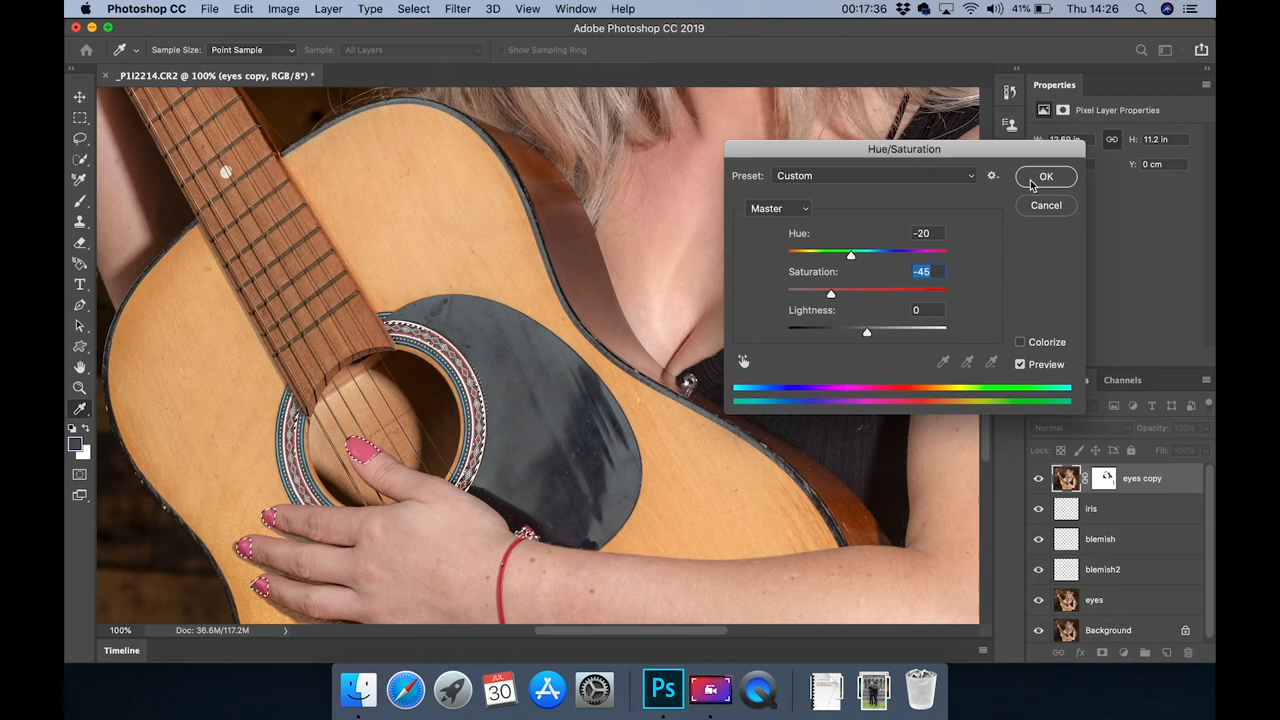 Photoshop CC File Edit Image Layer Type Select Filter 3D View Window Help 00:17:36 41% Thu 14:26
Adobe Photoshop CC 2019
Sample Size: Point Sample Sample: All Layers Show Sampling Ring
_P1I2214.CR2 @ 100% (eyes copy, RGB/8*) *
Properties
Pixel Layer Properties
W: H: 11.2 in
Y: 0 cm
Hue/Saturation
Preset: Custom OK
Cancel
Master
Hue: -20
Saturation: -45
Lightness: 0
Colorize
Preview
Channels
Normal Opacity: 100%
Lock: Fill: 100%
eyes copy
iris
blemish
blemish2
eyes
Background
100% Doc: 36.6M/117.2M
Timeline
JUL
30
Ps